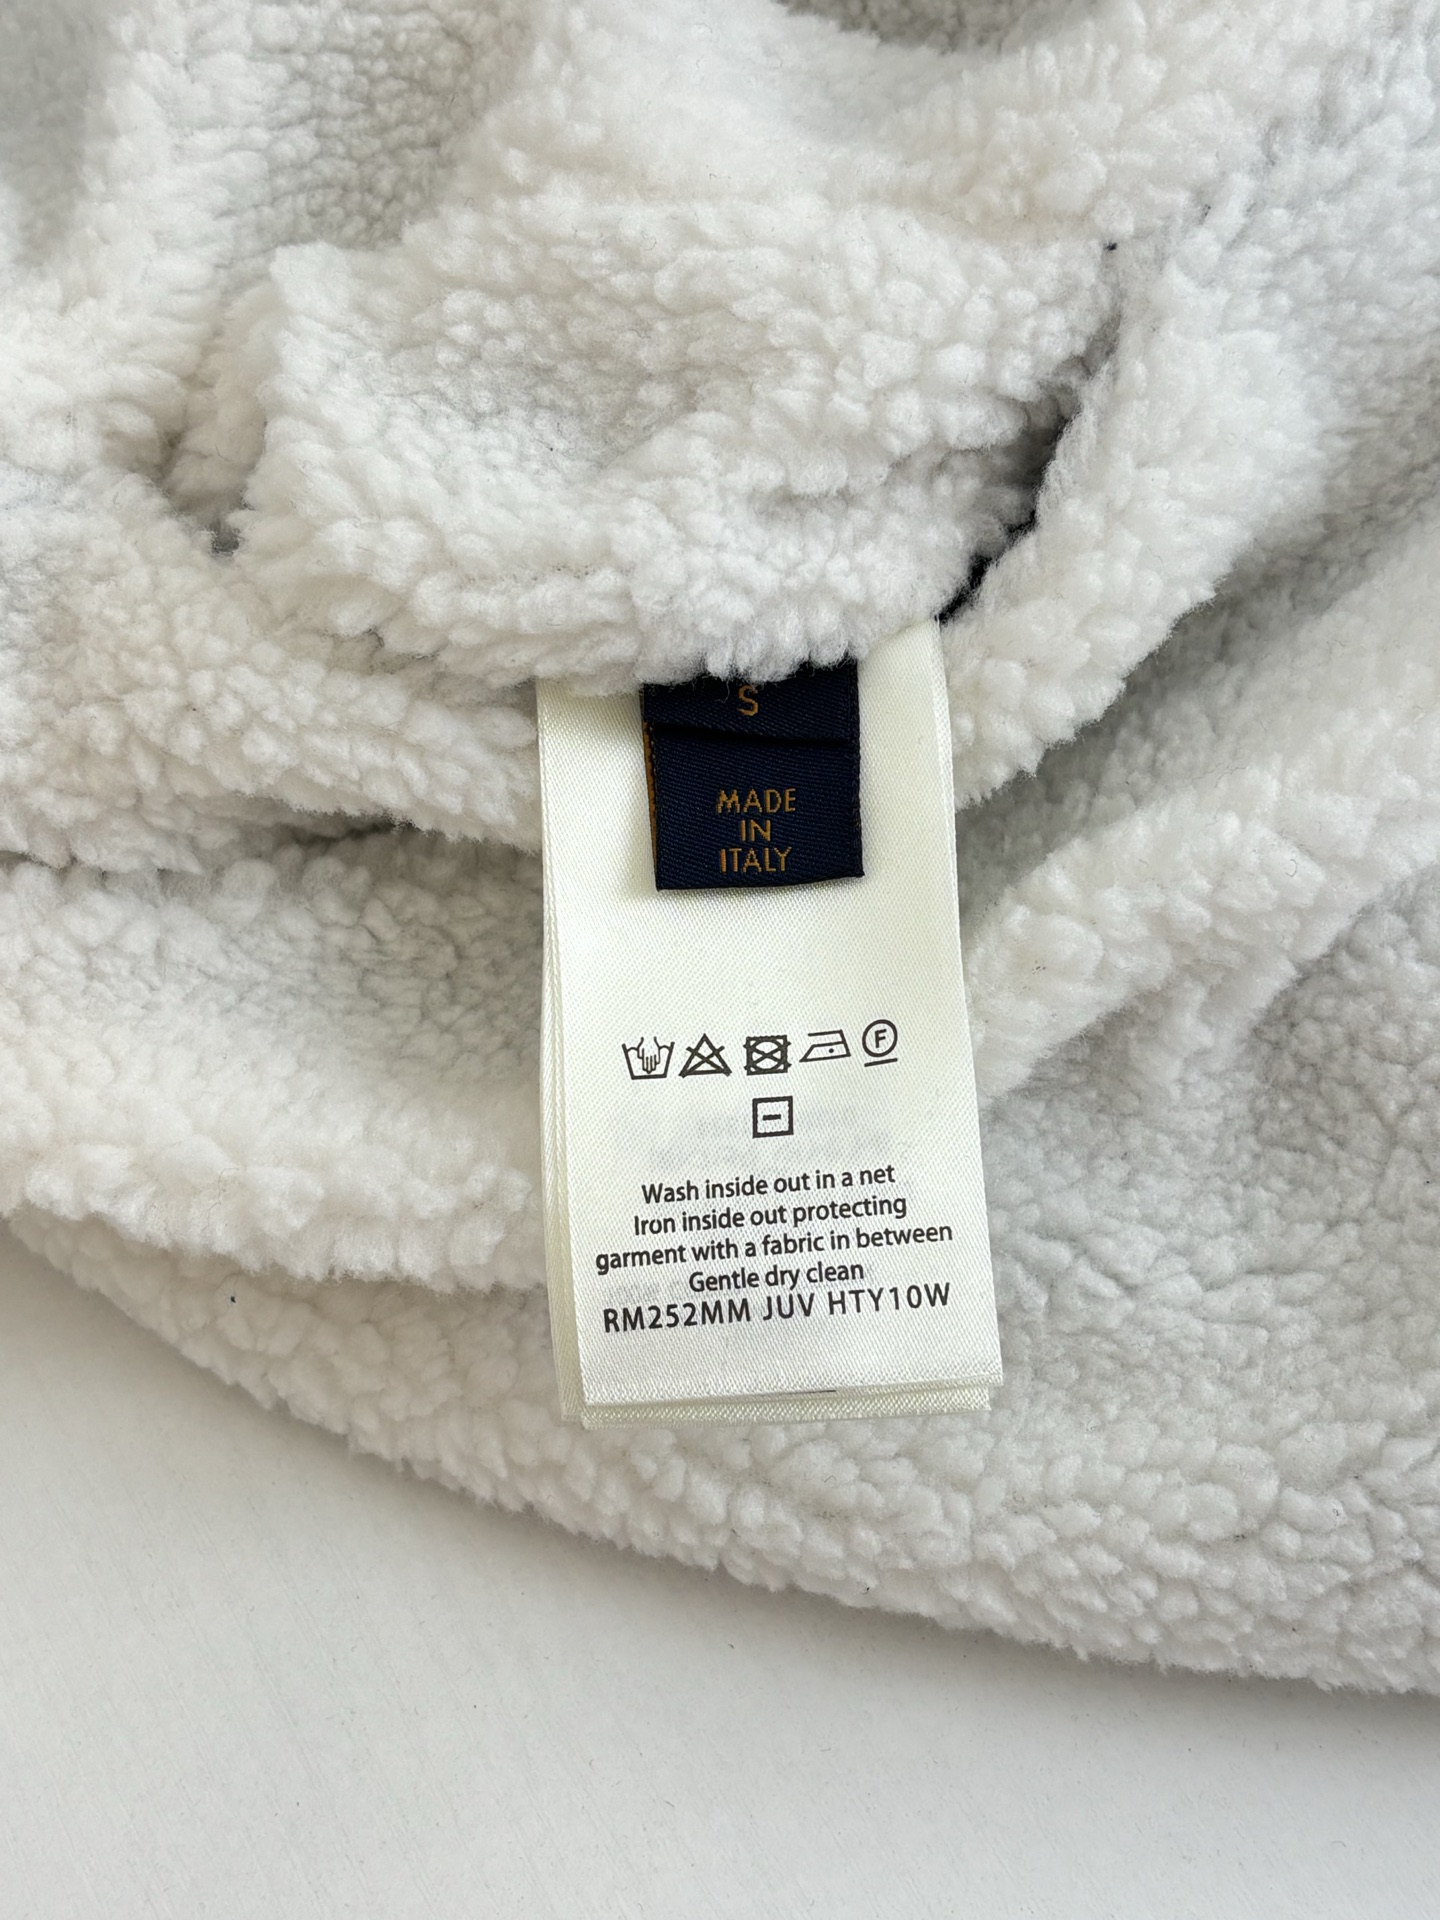 S
MADE
IN
ITALY
F
Wash inside out in a net
Iron inside out protecting
garment with a fabric in between
Gentle dry clean
RM252MM JUV HTY10W